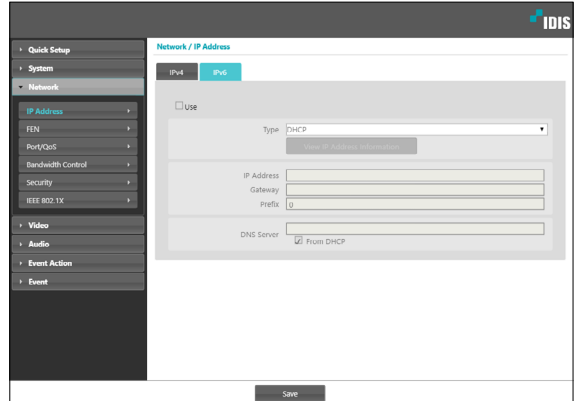 IDIS
Quick Setup
System
Network
IP Address
FEN
Port/QoS
Bandwidth Control
Security
IEEE 802.1X
Video
Audio
Event Action
Event
Network / IP Address
IPv4 IPv6
Use
Type DHCP
View IP Address Information
IP Address
Gateway
Prefix 0
DNS Server
From DHCP
Save